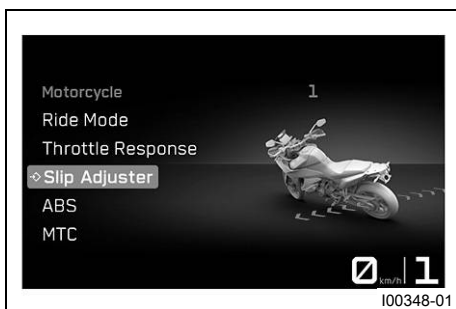 Motorcycle 1
Ride Mode
Throttle Response
Slip Adjuster
ABS
MTC
0 km/h 1
I00348-01